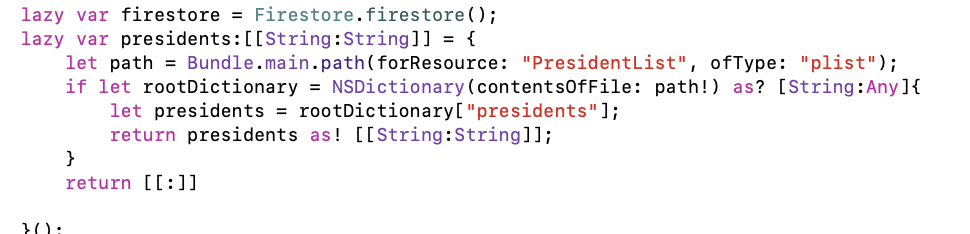 lazy var firestore = Firestore.firestore();
lazy var presidents:[[String:String]] = {
    let path = Bundle.main.path(forResource: "PresidentList", ofType: "plist");
    if let rootDictionary = NSDictionary(contentsOfFile: path!) as? [String:Any]{
        let presidents = rootDictionary["presidents"];
        return presidents as! [[String:String]];
    }
    return [[:]]
}();